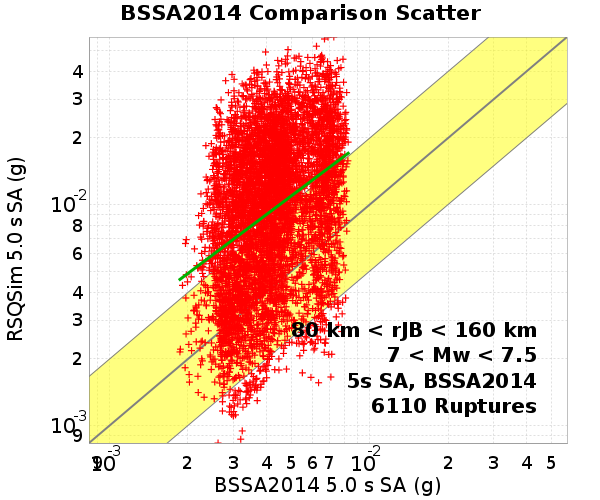 BSSA2014 Comparison Scatter
RSQSim 5.0 s SA (g)
4
3
2
10⁻²
8
6
4
3
2
10⁻³
9
80 km < rJB < 160 km
7 < Mw < 7.5
5s SA, BSSA2014
6110 Ruptures
9 10⁻³ 2 3 4 5 6 7 10⁻² 2 3 4 5
BSSA2014 5.0 s SA (g)